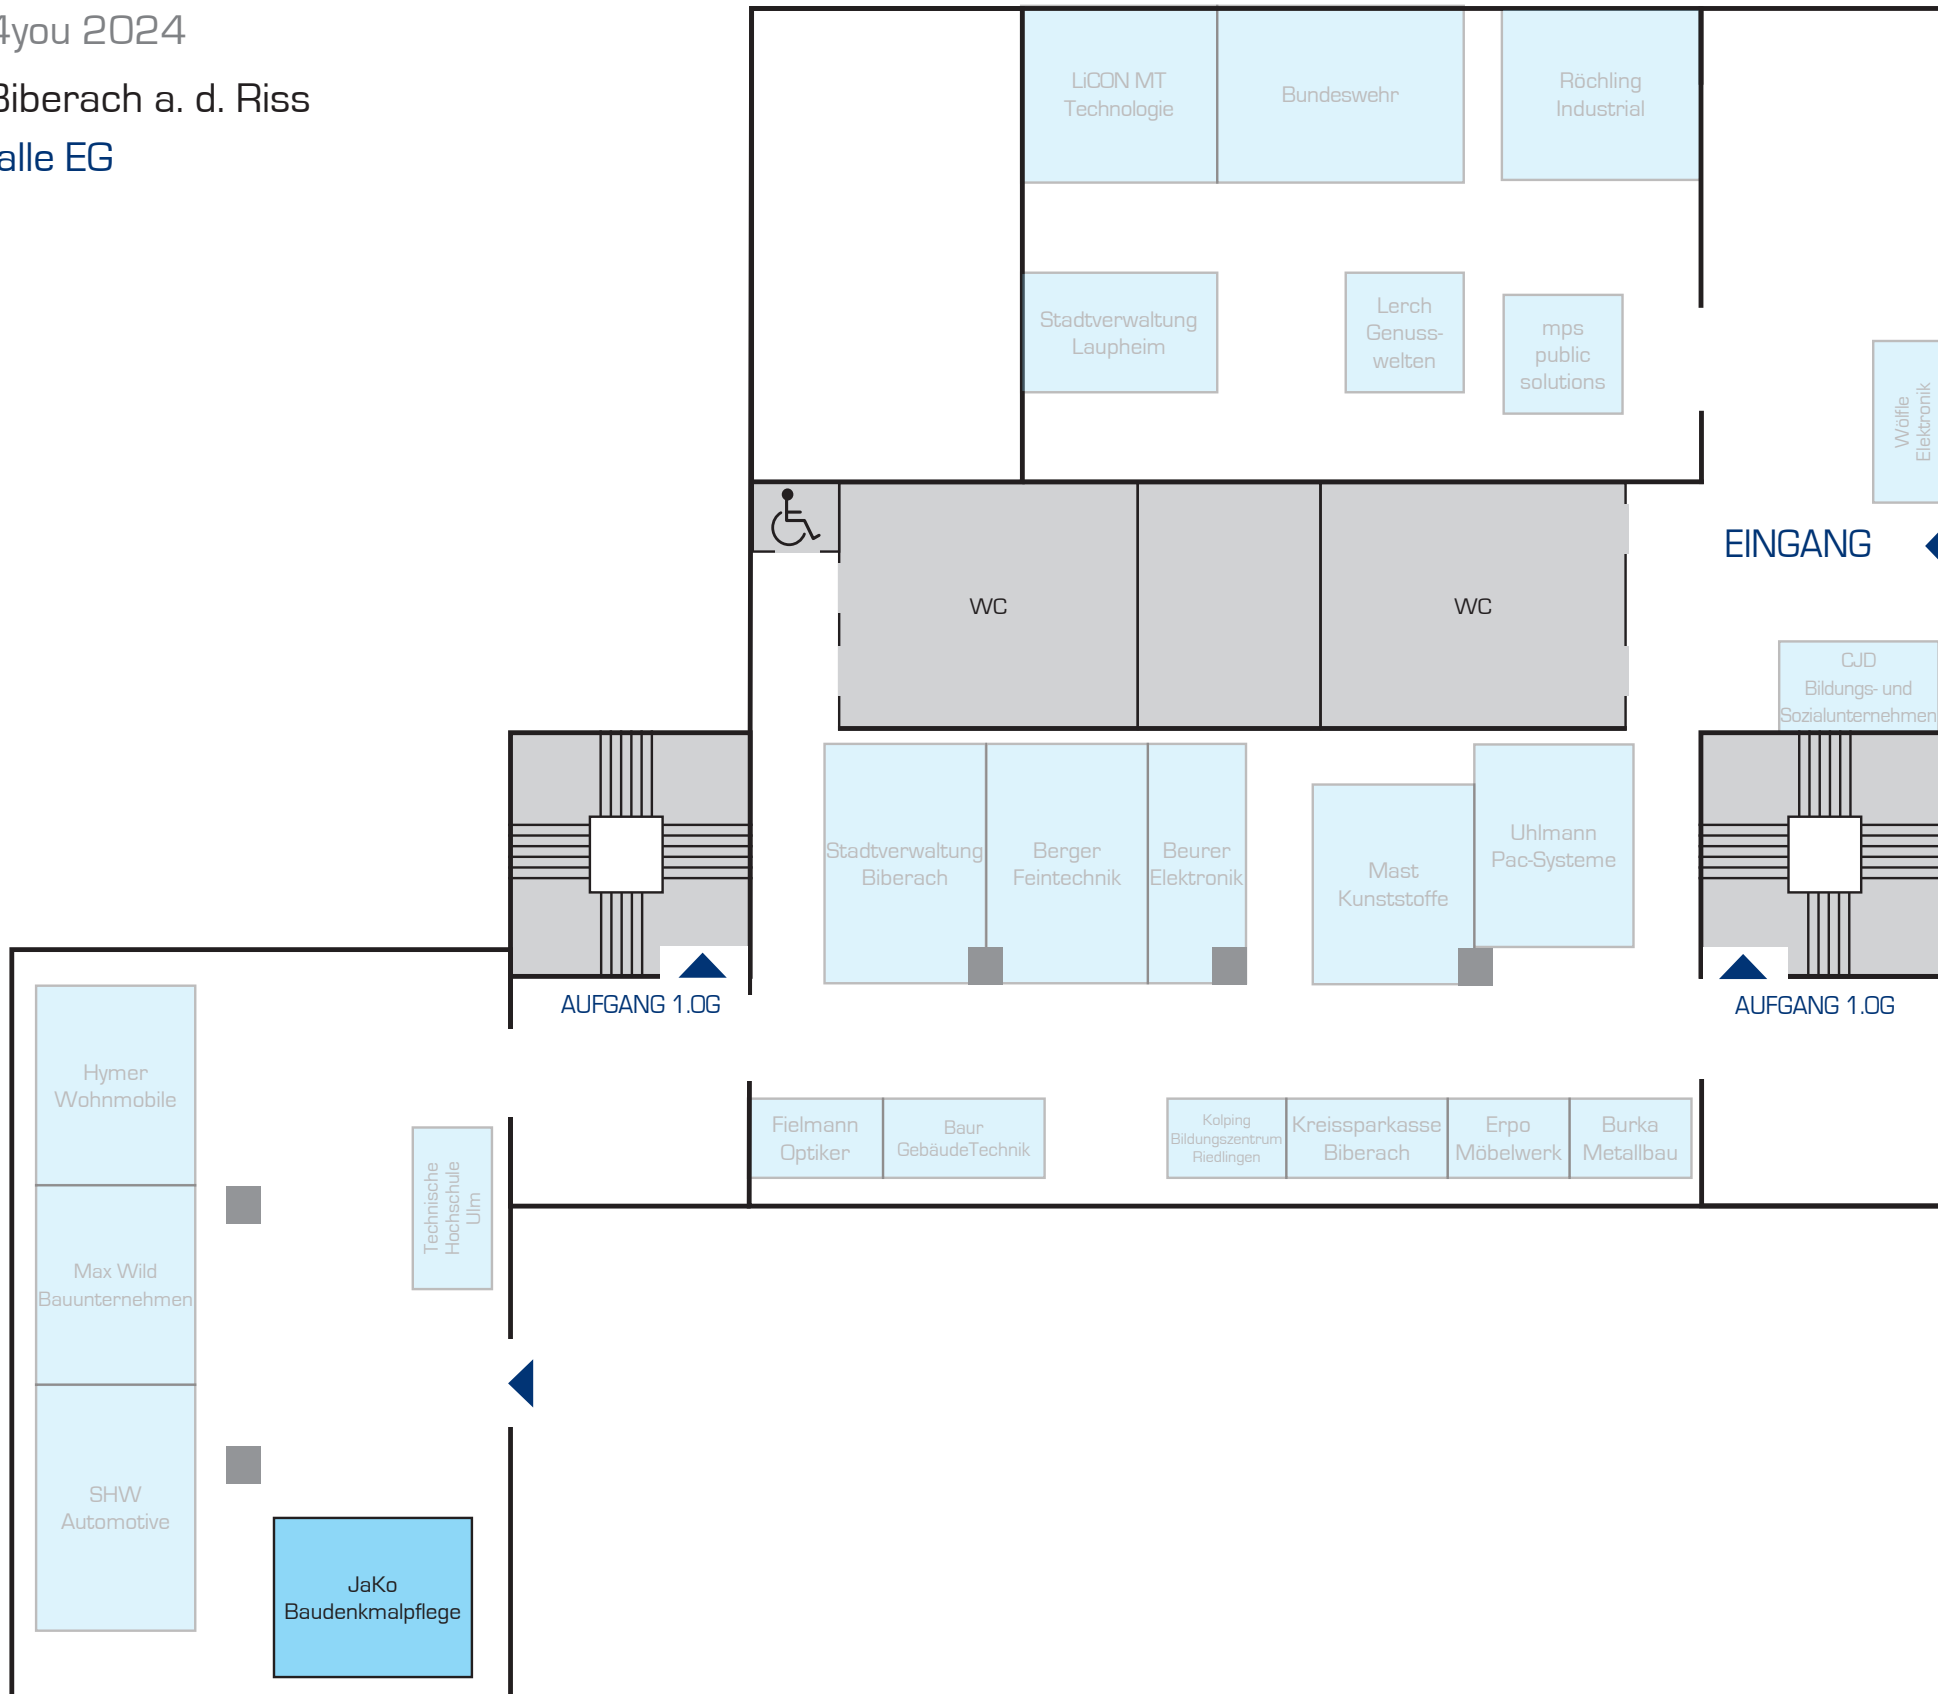 4you 2024
Biberach a. d. Riss
alle EG
LiCON MT
Technologie
Bundeswehr
Röchling
Industrial
Stadtverwaltung
Laupheim
Lerch
Genuss-
welten
mps
public
solutions
Wölfle
Elektronik
EINGANG
WC
WC
CJD
Bildungs- und
Sozialunternehmen
Stadtverwaltung
Biberach
Berger
Feintechnik
Beurer
Elektronik
Mast
Kunststoffe
Uhlmann
Pac-Systeme
AUFGANG 1.OG
AUFGANG 1.OG
Hymer
Wohnmobile
Technische
Hochschule
Ulm
Fielmann
Optiker
Baur
GebäudeTechnik
Kolping
Bildungszentrum
Riedlingen
Kreissparkasse
Biberach
Erpo
Möbelwerk
Burka
Metallbau
Max Wild
Bauunternehmen
SHW
Automotive
JaKo
Baudenkmalpflege